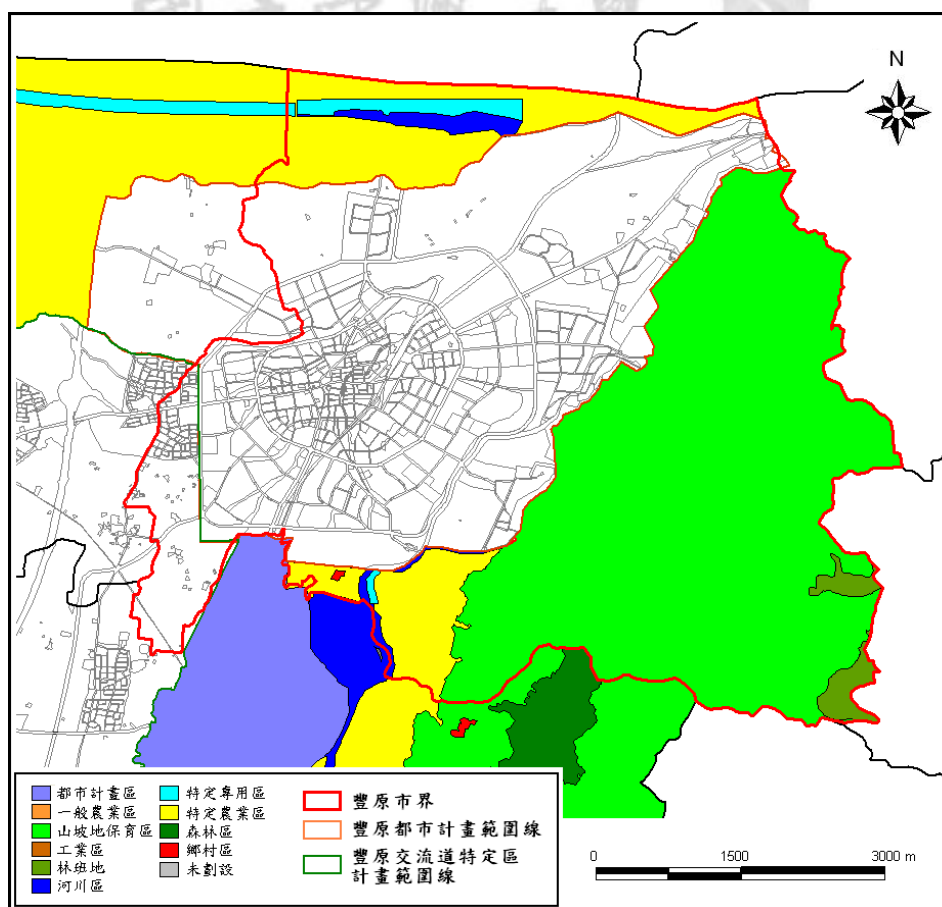 N
都市計畫區
一般農業區
山坡地保育區
工業區
林班地
河川區
特定專用區
特定農業區
森林區
鄉村區
未劃設
豐原市界
豐原都市計畫範圍線
豐原交流道特定區
計畫範圍線
0 1500 3000 m